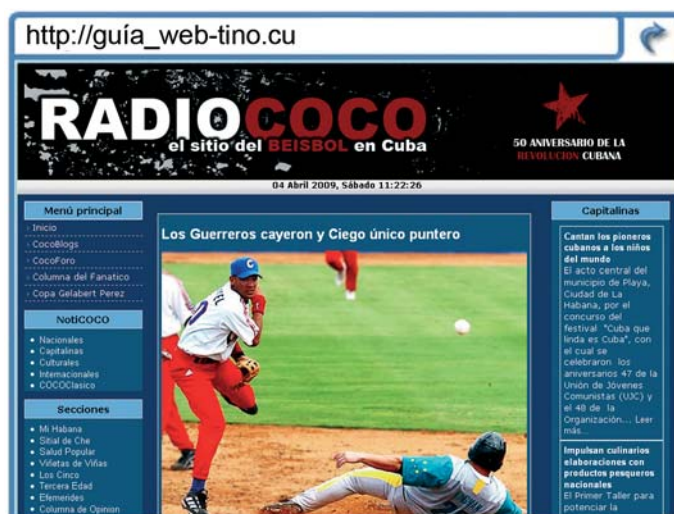 http://guía_web-tino.cu
RADIOCOCO
el sitio del BEISBOL en Cuba
50 ANIVERSARIO DE LA
REVOLUCION CUBANA
04 Abril 2009, Sábado 11:22:26
Menú principal
Inicio
CocoBlogs
CocoForo
Columna del Fanatico
Copa Gelabert Perez
NotiCOCO
Nacionales
Capitalinas
Culturales
Internacionales
COCOClasico
Secciones
Mi Habana
Sitial de Che
Salud Popular
Viñetas de Viñas
Los Cinco
Tercera Edad
Efemerides
Columna de Opinion
Los Guerreros cayeron y Ciego único puntero
Capitalinas
Cantan los pioneros
cubanos a los niños
del mundo
El acto central del
municipio de Playa,
Ciudad de La
Habana, por el
concurso del
festival "Cuba que
linda es Cuba", con
el cual se
celebraron los
aniversarios 47 de la
Unión de Jóvenes
Comunistas (UJC) y
el 48 de la
Organización... Leer
más...
Impulsan culinarios
elaboraciones con
productos pesqueros
nacionales
El Primer Taller para
potenciar la